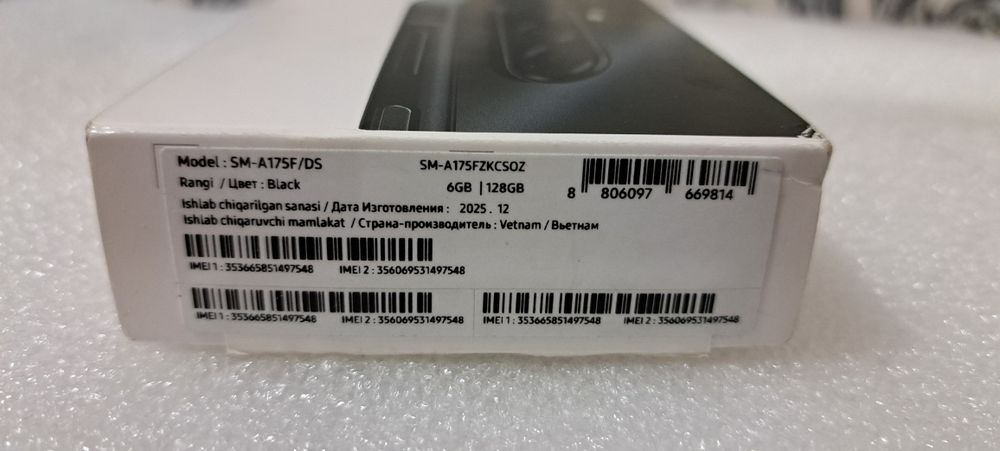 Model : SM-A175F/DS
SM-A175FZKCSOZ
Rangi / Цвет : Black
6GB | 128GB
8 806097 669814
Ishlab chiqarilgan sanasi / Дата Изготовления : 2025 . 12
Ishlab chiqaruvchi mamlakat / Страна-производитель : Vetnam / Вьетнам
IMEI 1 : 353665851497548 IMEI 2 : 356069531497548
IMEI 1 : 353665851497548 IMEI 2 : 356069531497548
IMEI 1 : 353665851497548 IMEI 2 : 356069531497548